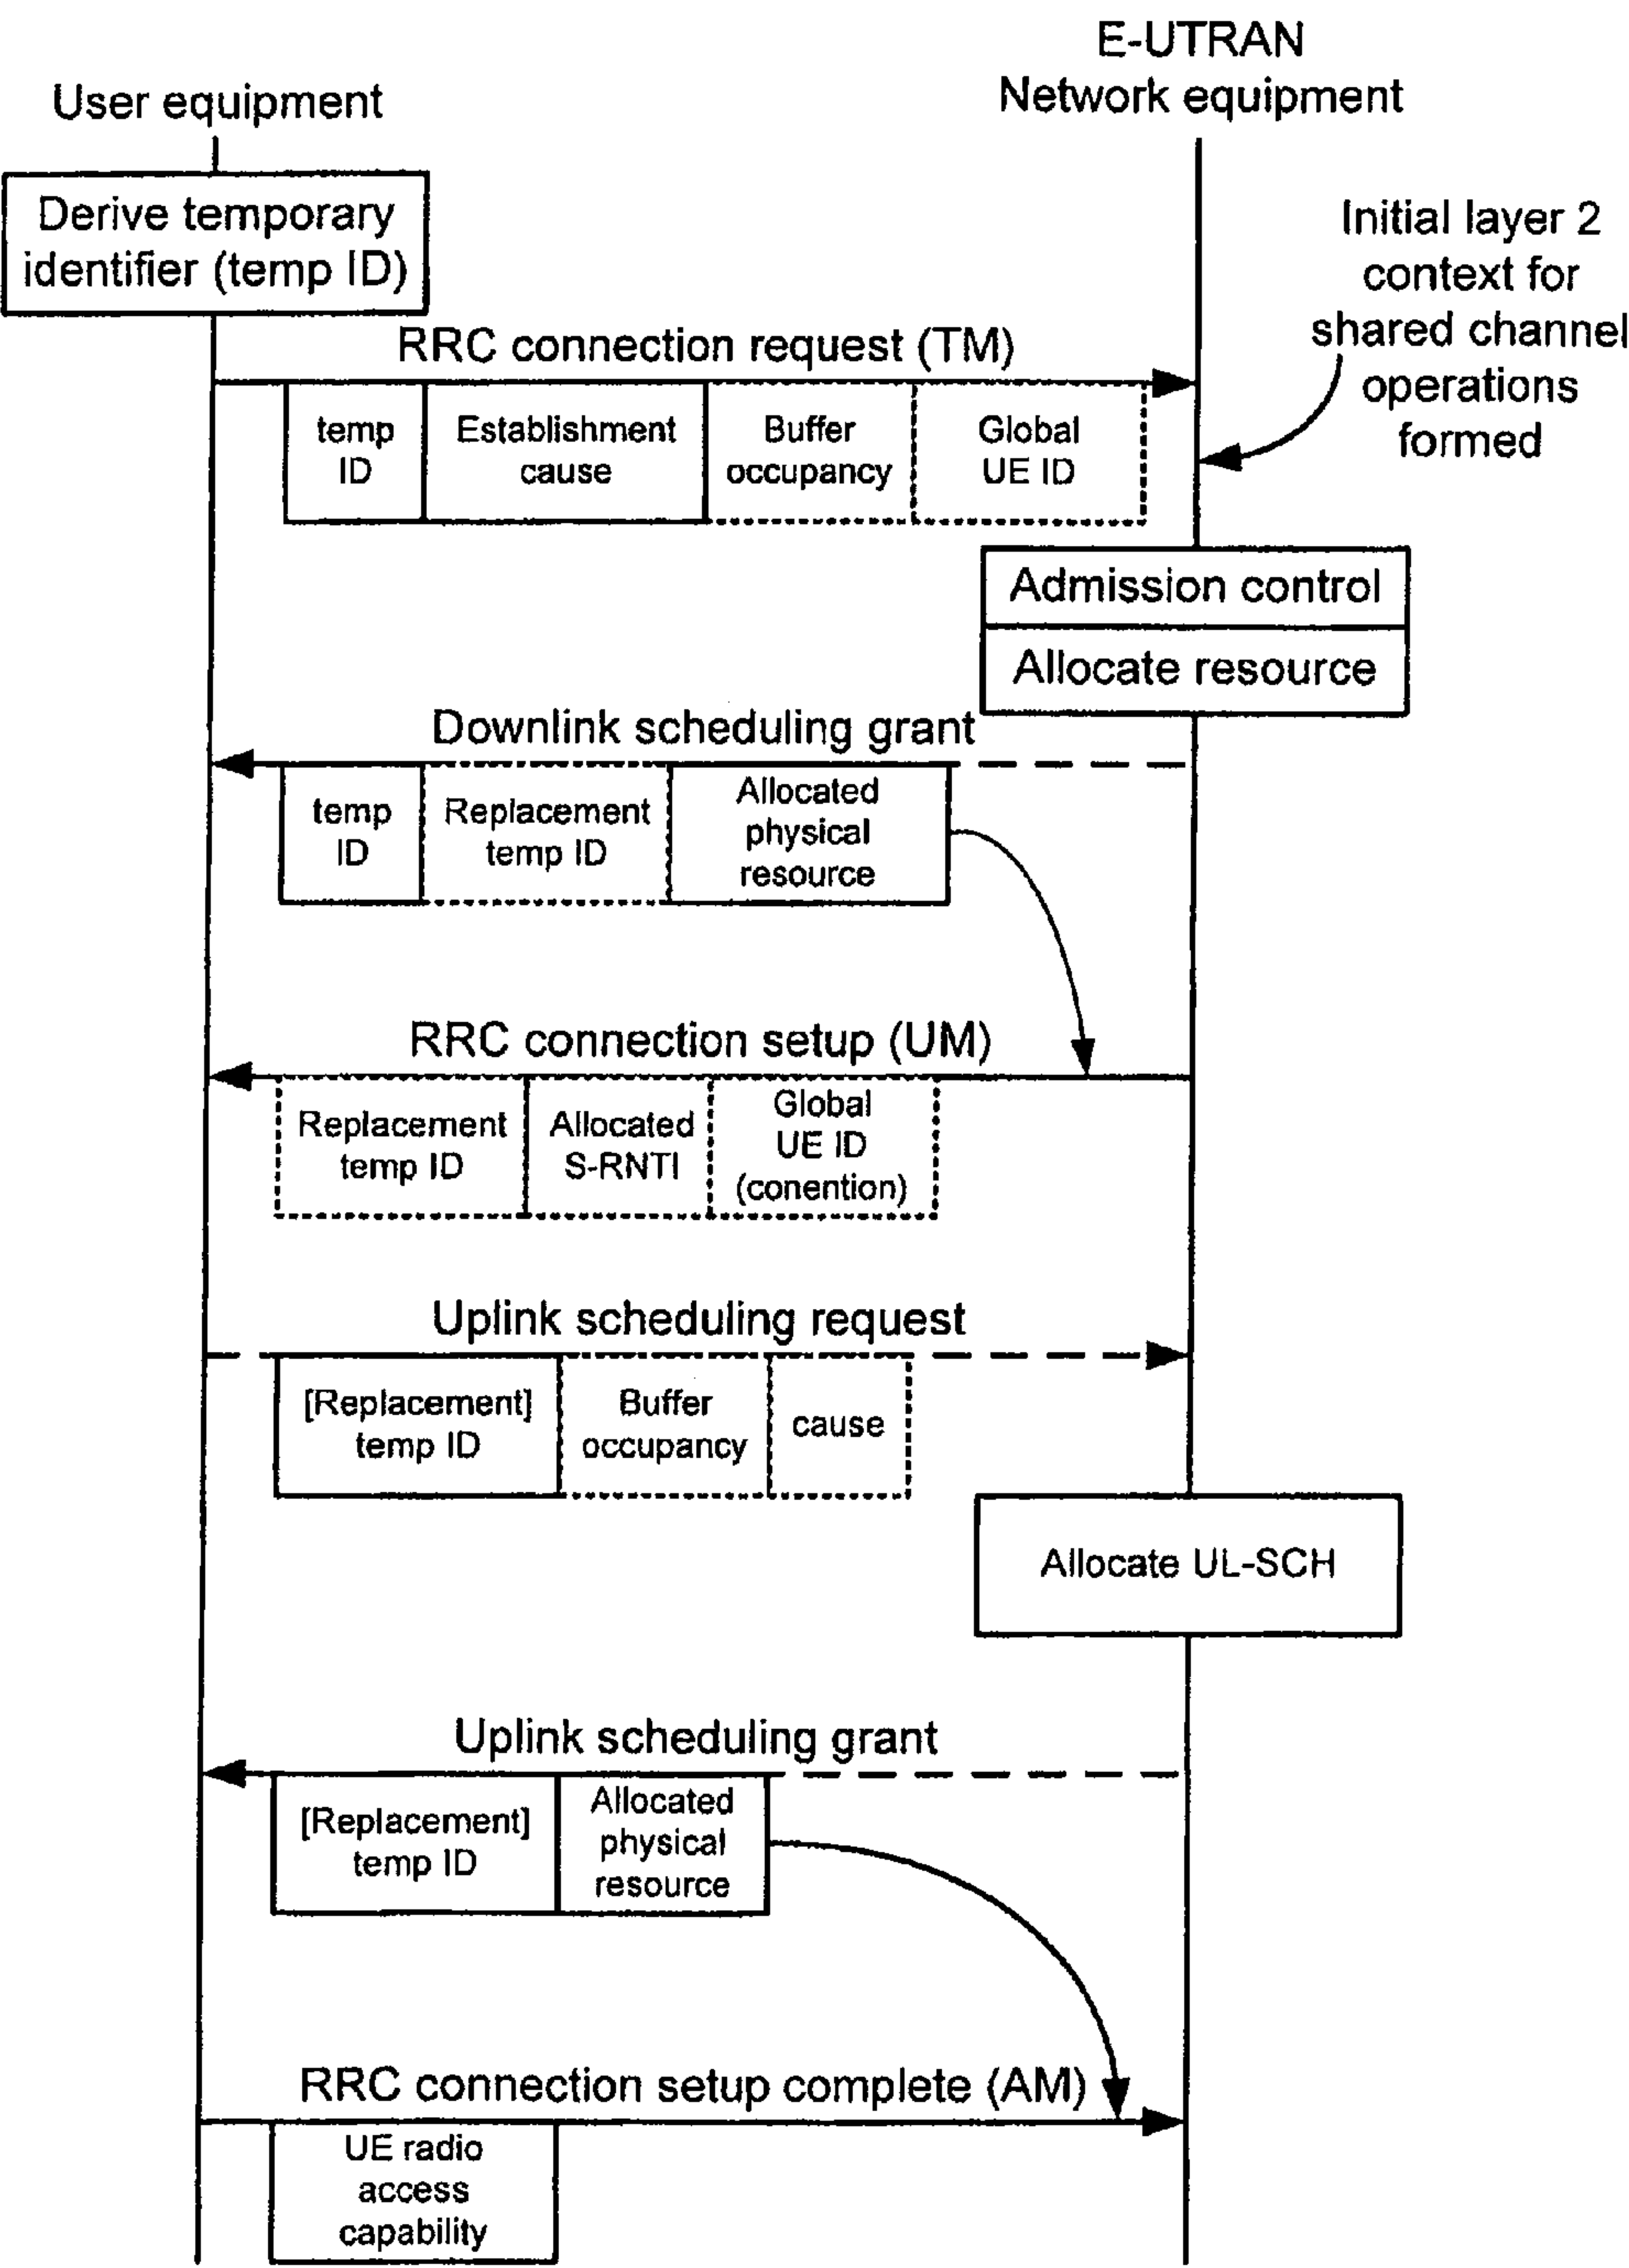 User equipment
E-UTRAN
Network equipment
Derive temporary
identifier (temp ID)
Initial layer 2
context for
shared channel
operations
formed
RRC connection request (TM)
temp
ID
Establishment
cause
Buffer
occupancy
Global
UE ID
Admission control
Allocate resource
Downlink scheduling grant
temp
ID
Replacement
temp ID
Allocated
physical
resource
RRC connection setup (UM)
Replacement
temp ID
Allocated
S-RNTI
Global
UE ID
(conention)
Uplink scheduling request
[Replacement]
temp ID
Buffer
occupancy
cause
Allocate UL-SCH
Uplink scheduling grant
[Replacement]
temp ID
Allocated
physical
resource
RRC connection setup complete (AM)
UE radio
access
capability